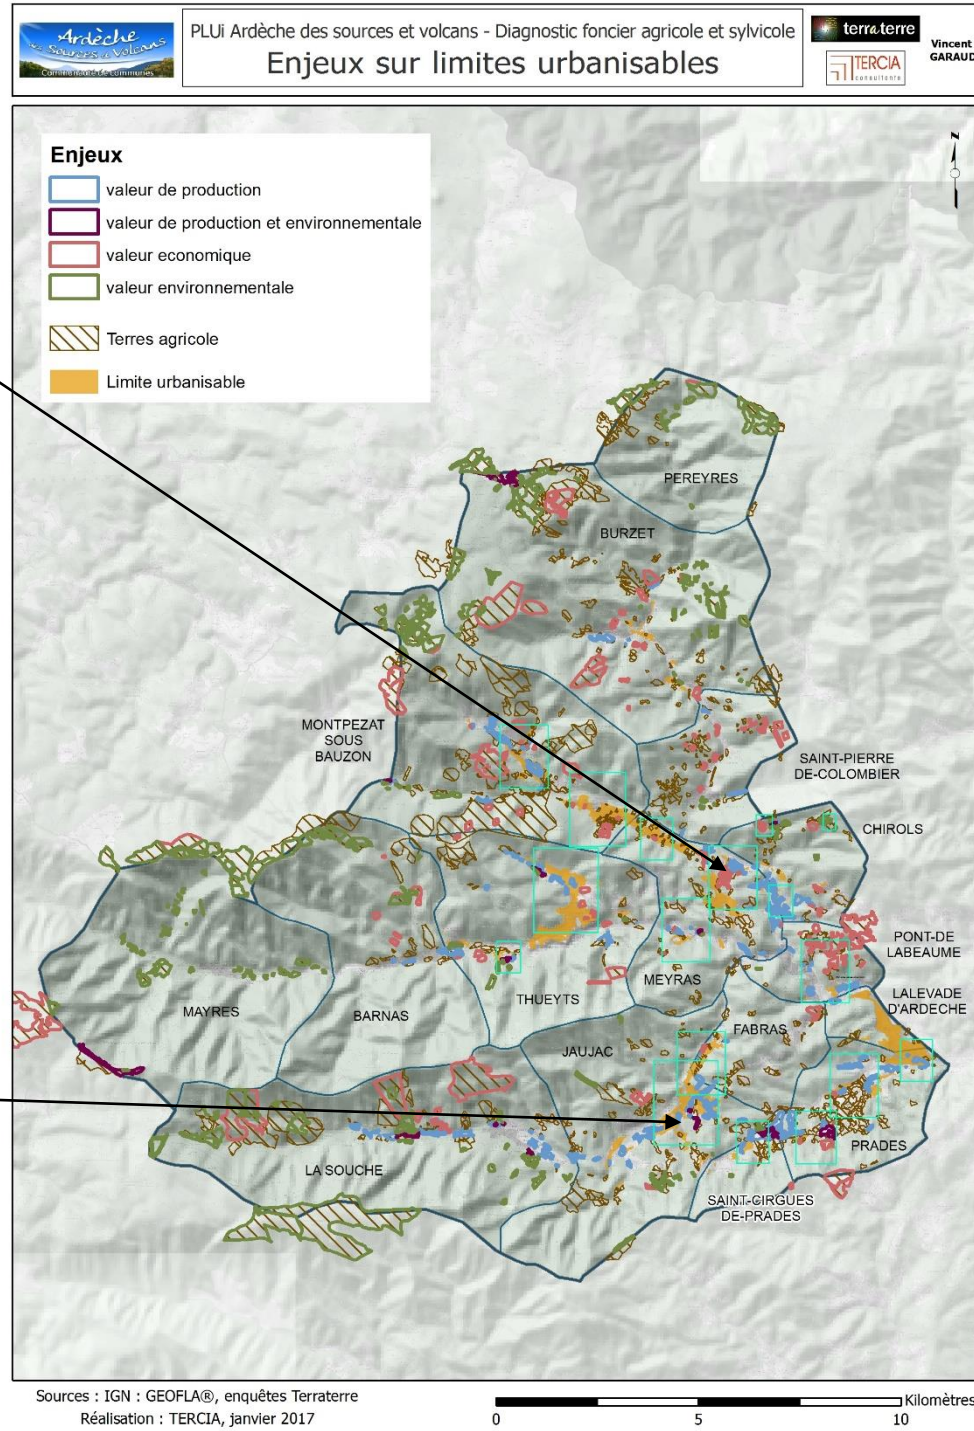 Ardèche
des Sources et Volcans
Communauté de communes
PLUi Ardèche des sources et volcans - Diagnostic foncier agricole et sylvicole
Enjeux sur limites urbanisables
terraterre
TERCIA
consultants
Vincent
GARAUD
N
Enjeux
valeur de production
valeur de production et environnementale
valeur economique
valeur environnementale
Terres agricole
Limite urbanisable
PEREYRES
BURZET
MONTPEZAT
SOUS
BAUZON
SAINT-PIERRE
DE-COLOMBIER
CHIROLS
PONT-DE
LABEAUME
LALEVADE
D'ARDECHE
MEYRAS
THUEYTS
MAYRES
BARNAS
FABRAS
JAUJAC
PRADES
LA SOUCHE
SAINT-CIRGUES
DE-PRADES
Sources : IGN : GEOFLA®, enquêtes Terraterre
Réalisation : TERCIA, janvier 2017
Kilomètres
0 5 10